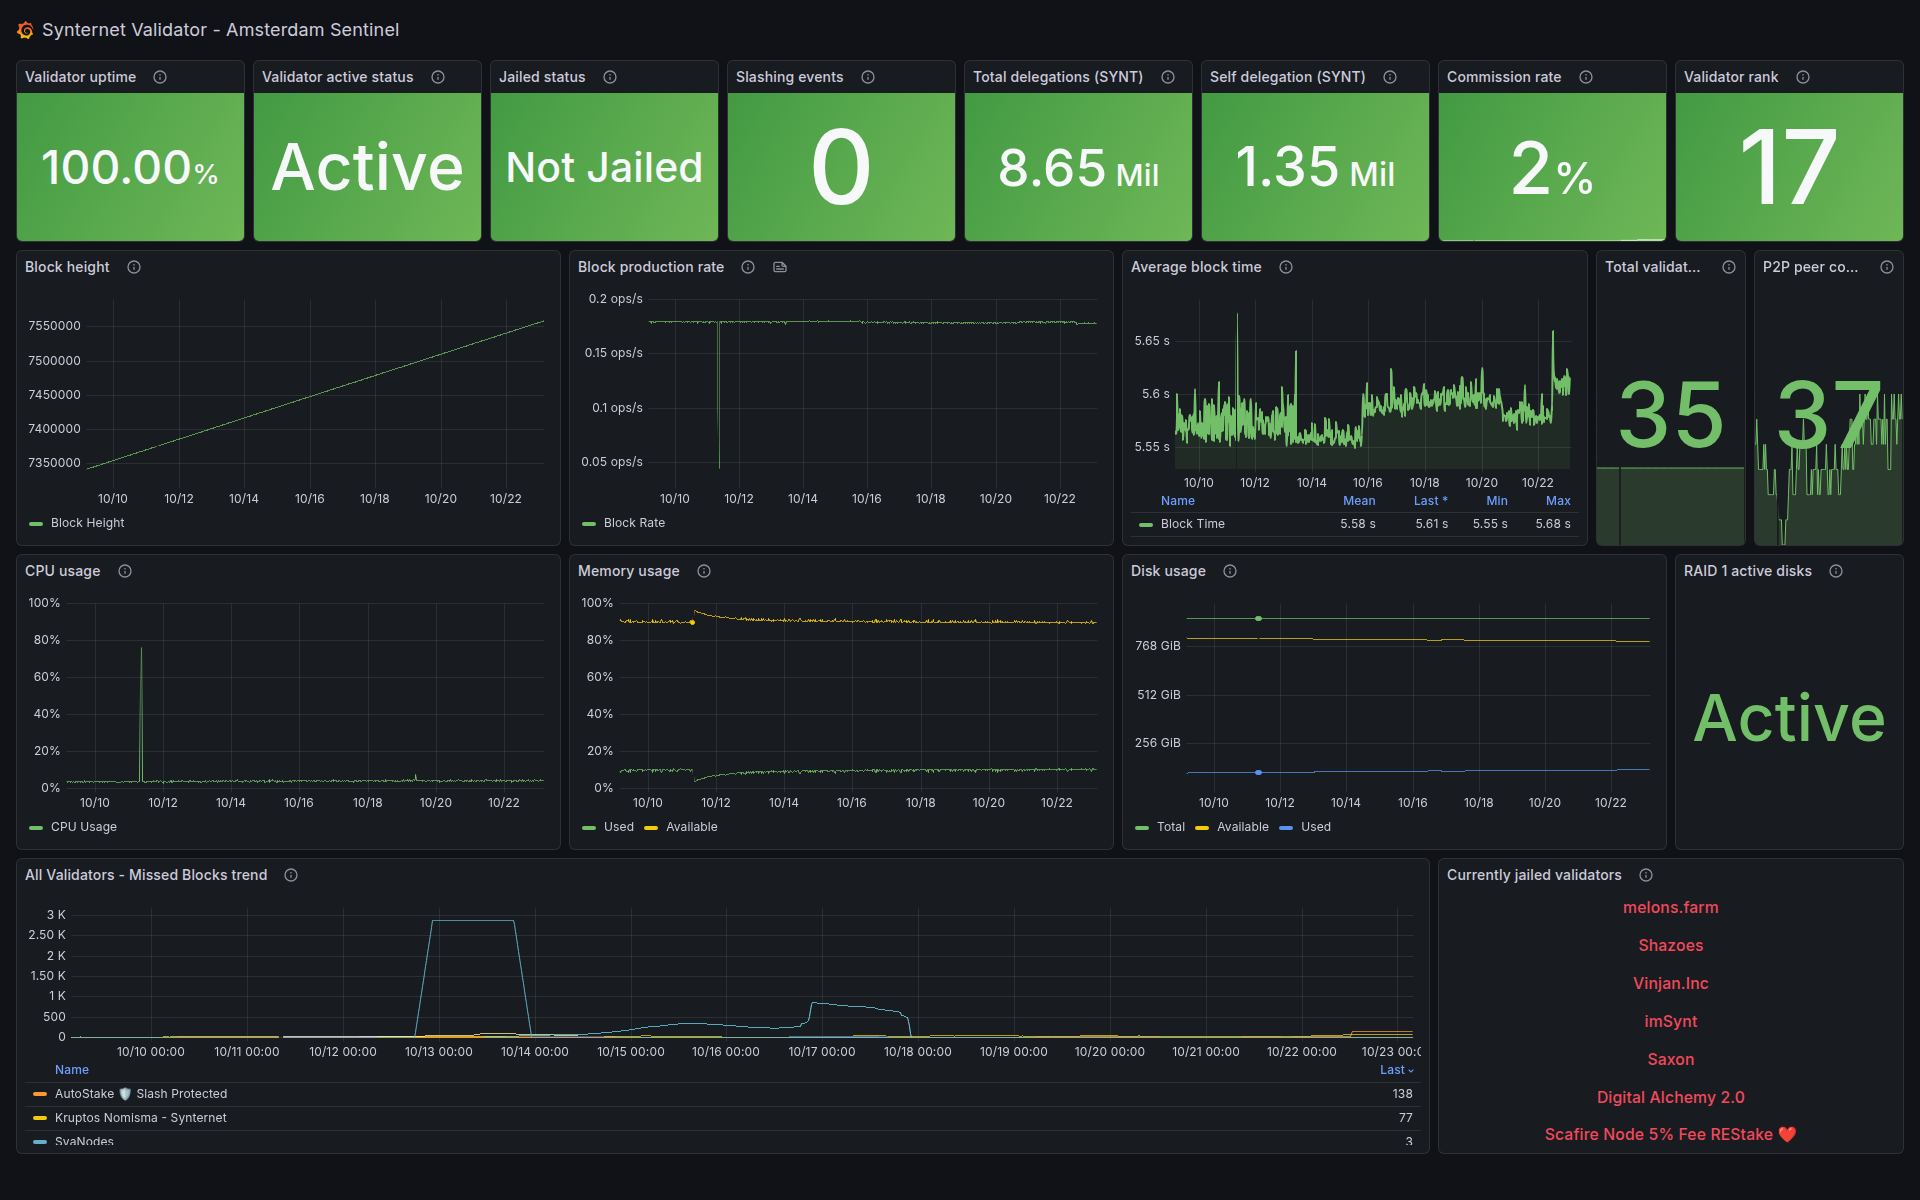 Synternet Validator - Amsterdam Sentinel
Validator uptime
100.00%
Validator active status
Active
Jailed status
Not Jailed
Slashing events
0
Total delegations (SYNT)
8.65 Mil
Self delegation (SYNT)
1.35 Mil
Commission rate
2%
Validator rank
17
Block height
7550000
7500000
7450000
7400000
7350000
10/10 10/12 10/14 10/16 10/18 10/20 10/22
Block Height
Block production rate
0.2 ops/s
0.15 ops/s
0.1 ops/s
0.05 ops/s
10/10 10/12 10/14 10/16 10/18 10/20 10/22
Block Rate
Average block time
5.65 s
5.6 s
5.55 s
10/10 10/12 10/14 10/16 10/18 10/20 10/22
Name Mean Last * Min Max
Block Time 5.58 s 5.61 s 5.55 s 5.68 s
Total validat...
35
P2P peer co...
37
CPU usage
100%
80%
60%
40%
20%
0%
10/10 10/12 10/14 10/16 10/18 10/20 10/22
CPU Usage
Memory usage
100%
80%
60%
40%
20%
0%
10/10 10/12 10/14 10/16 10/18 10/20 10/22
Used Available
Disk usage
768 GiB
512 GiB
256 GiB
10/10 10/12 10/14 10/16 10/18 10/20 10/22
Total Available Used
RAID 1 active disks
Active
All Validators - Missed Blocks trend
3 K
2.50 K
2 K
1.50 K
1 K
500
0
10/10 00:00 10/11 00:00 10/12 00:00 10/13 00:00 10/14 00:00 10/15 00:00 10/16 00:00 10/17 00:00 10/18 00:00 10/19 00:00 10/20 00:00 10/21 00:00 10/22 00:00 10/23 00:0
Name Last
AutoStake 🛡️ Slash Protected 138
Kruptos Nomisma - Synternet 77
SvaNodes 3
Currently jailed validators
melons.farm
Shazoes
Vinjan.Inc
imSynt
Saxon
Digital Alchemy 2.0
Scafire Node 5% Fee REStake ❤️